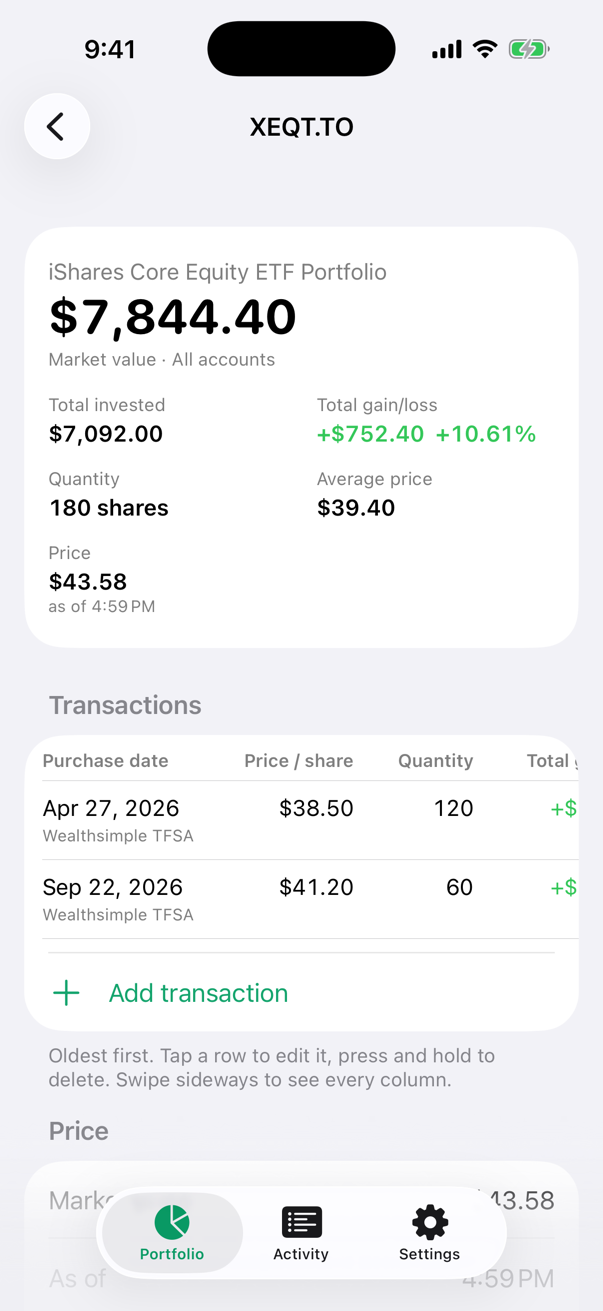 9:41
XEQT.TO
iShares Core Equity ETF Portfolio
$7,844.40
Market value · All accounts
Total invested Total gain/loss
$7,092.00 +$752.40 +10.61%
Quantity Average price
180 shares $39.40
Price
$43.58
as of 4:59 PM
Transactions
Purchase date Price / share Quantity Total
Apr 27, 2026 $38.50 120 +$
Wealthsimple TFSA
Sep 22, 2026 $41.20 60 +$
Wealthsimple TFSA
Add transaction
Oldest first. Tap a row to edit it, press and hold to
delete. Swipe sideways to see every column.
Price
43.58
Portfolio Activity Settings
As of 4:59 PM